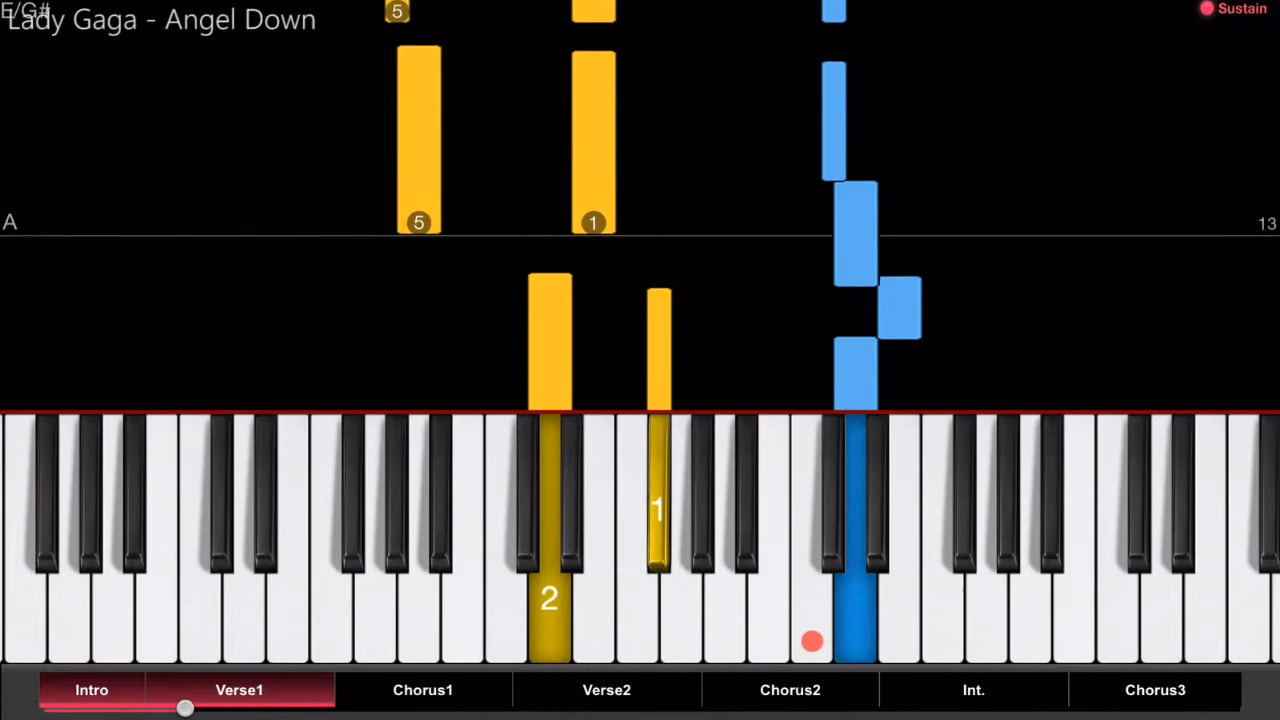 E/G#
Lady Gaga - Angel Down
5
Sustain
5 1
A 13
1
2
Intro Verse1 Chorus1 Verse2 Chorus2 Int. Chorus3